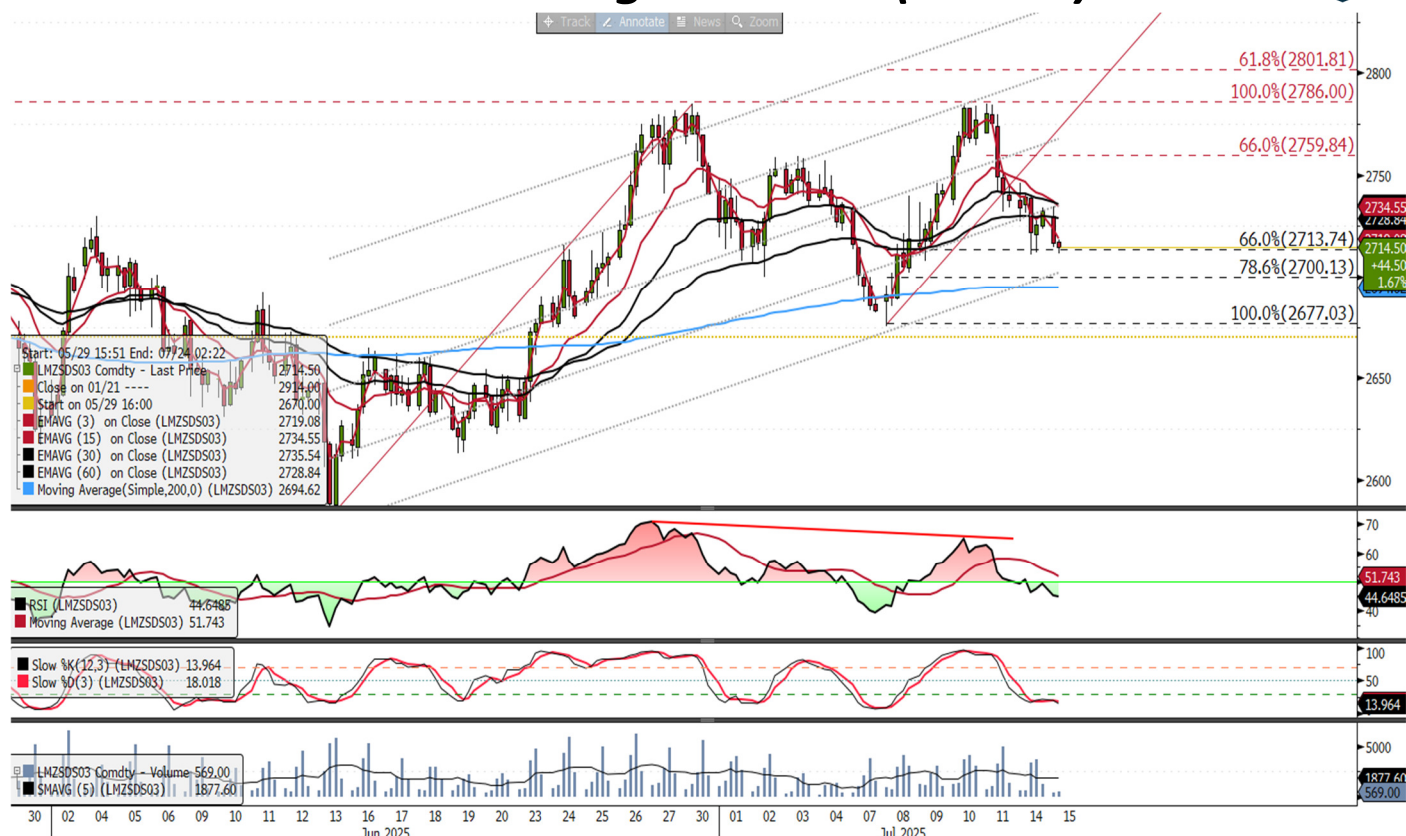 Track Annotate News Zoom
61.8%(2801.81)
2800
100.0%(2786.00)
66.0%(2759.84)
2750
2734.55
2728.84
66.0%(2713.74)
2714.50
+44.50
1.67%
78.6%(2700.13)
100.0%(2677.03)
2650
2600
Start: 05/29 15:51 End: 07/24 02:22
LMZSDS03 Comdty - Last Price 2714.50
Close on 01/21 ---- 2914.00
Start on 05/29 16:00 2670.00
EMAVG (3) on Close (LMZSDS03) 2719.08
EMAVG (15) on Close (LMZSDS03) 2734.55
EMAVG (30) on Close (LMZSDS03) 2735.54
EMAVG (60) on Close (LMZSDS03) 2728.84
Moving Average(Simple,200,0) (LMZSDS03) 2694.62
70
60
51.743
44.6485
40
RSI (LMZSDS03) 44.6485
Moving Average (LMZSDS03) 51.743
Slow %K(12,3) (LMZSDS03) 13.964
Slow %D(3) (LMZSDS03) 18.018
100
50
13.964
LMZSDS03 Comdty - Volume 569.00
SMAVG (5) (LMZSDS03) 1877.60
5000
1877.60
569.00
30 02 04 05 06 09 10 11 12 13 16 17 18 19 20 23 24 25 26 27 30 01 02 03 04 07 08 09 10 11 14 15
Jun 2025 Jul 2025